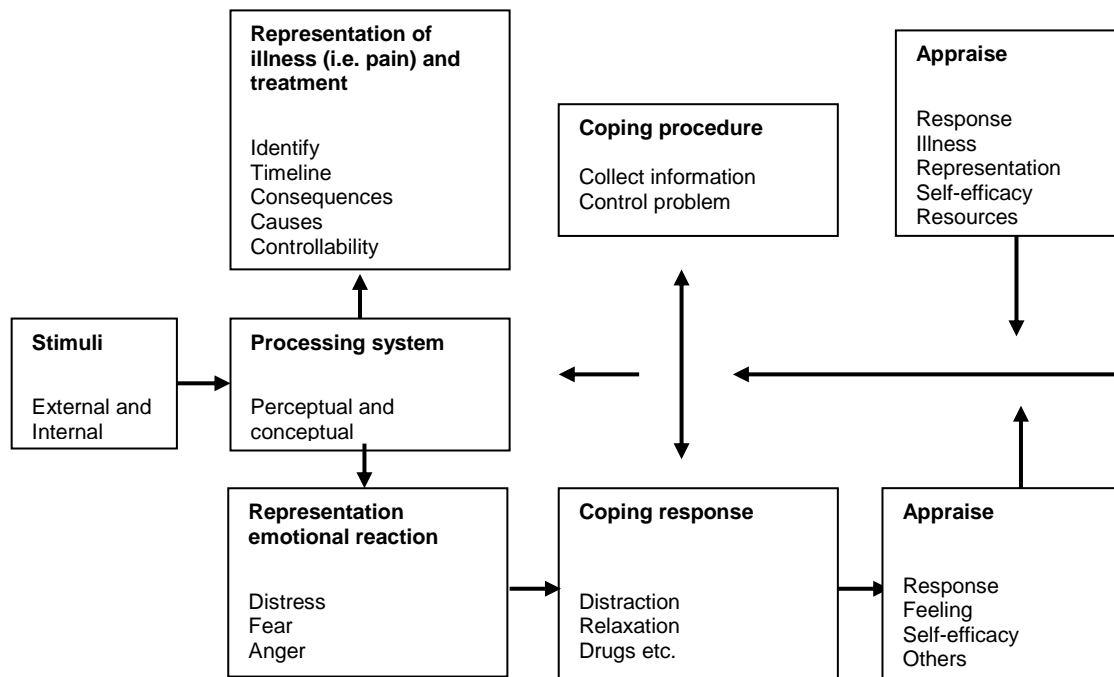 Representation of
illness (i.e. pain) and
treatment
Identify
Timeline
Consequences
Causes
Controllability
Coping procedure
Collect information
Control problem
Appraise
Response
Illness
Representation
Self-efficacy
Resources
Stimuli
External and
Internal
Processing system
Perceptual and
conceptual
Representation
emotional reaction
Distress
Fear
Anger
Coping response
Distraction
Relaxation
Drugs etc.
Appraise
Response
Feeling
Self-efficacy
Others